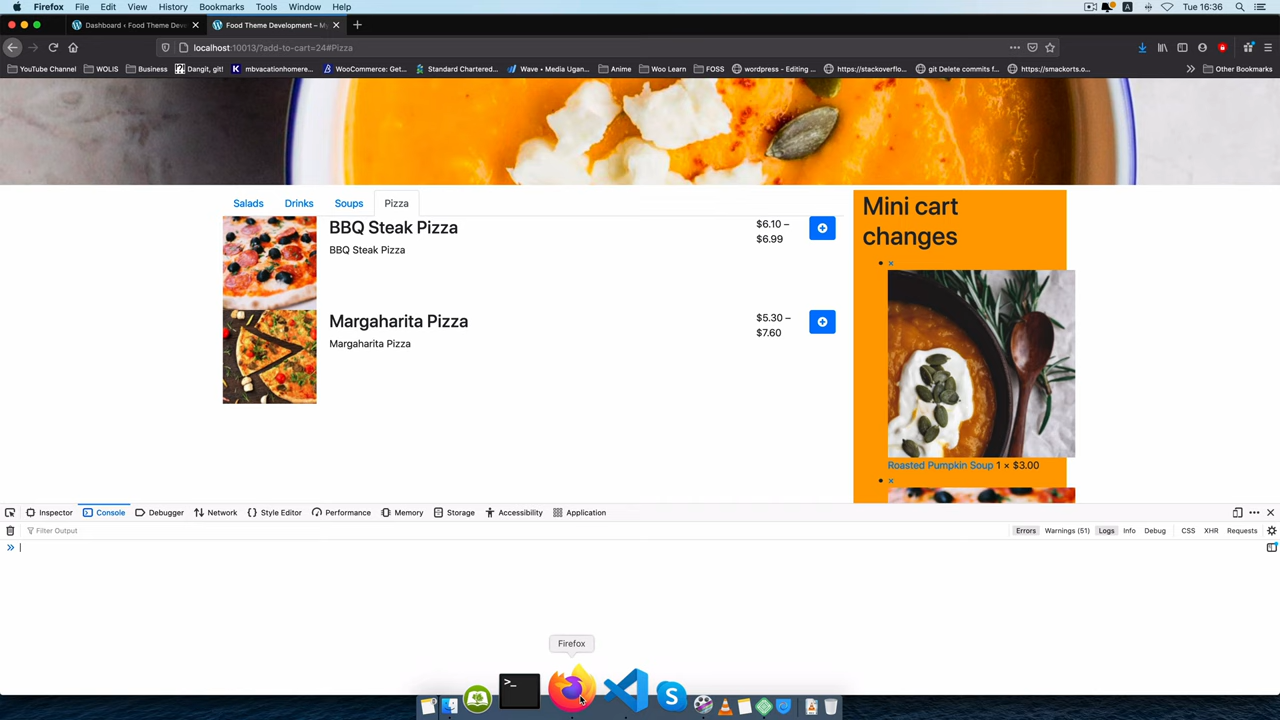 Firefox File Edit View History Bookmarks Tools Window Help
Tue 16:36
Dashboard ‹ Food Theme Deve
Food Theme Development – My
localhost:10013/?add-to-cart=24#Pizza
YouTube Channel WOLIS Business Dangit, git! mbvacationhomere... WooCommerce: Get... Standard Chartered... Wave • Media Ugan... Anime Woo Learn FOSS wordpress - Editing ... https://stackoverflo... git Delete commits f... https://smackorts.o... Other Bookmarks
Salads Drinks Soups Pizza
BBQ Steak Pizza
BBQ Steak Pizza
$6.10 –
$6.99
Margaharita Pizza
Margaharita Pizza
$5.30 –
$7.60
Mini cart
changes
×
Roasted Pumpkin Soup 1 × $3.00
×
Inspector Console Debugger Network Style Editor Performance Memory Storage Accessibility Application
Filter Output
Errors Warnings (51) Logs Info Debug CSS XHR Requests
Firefox